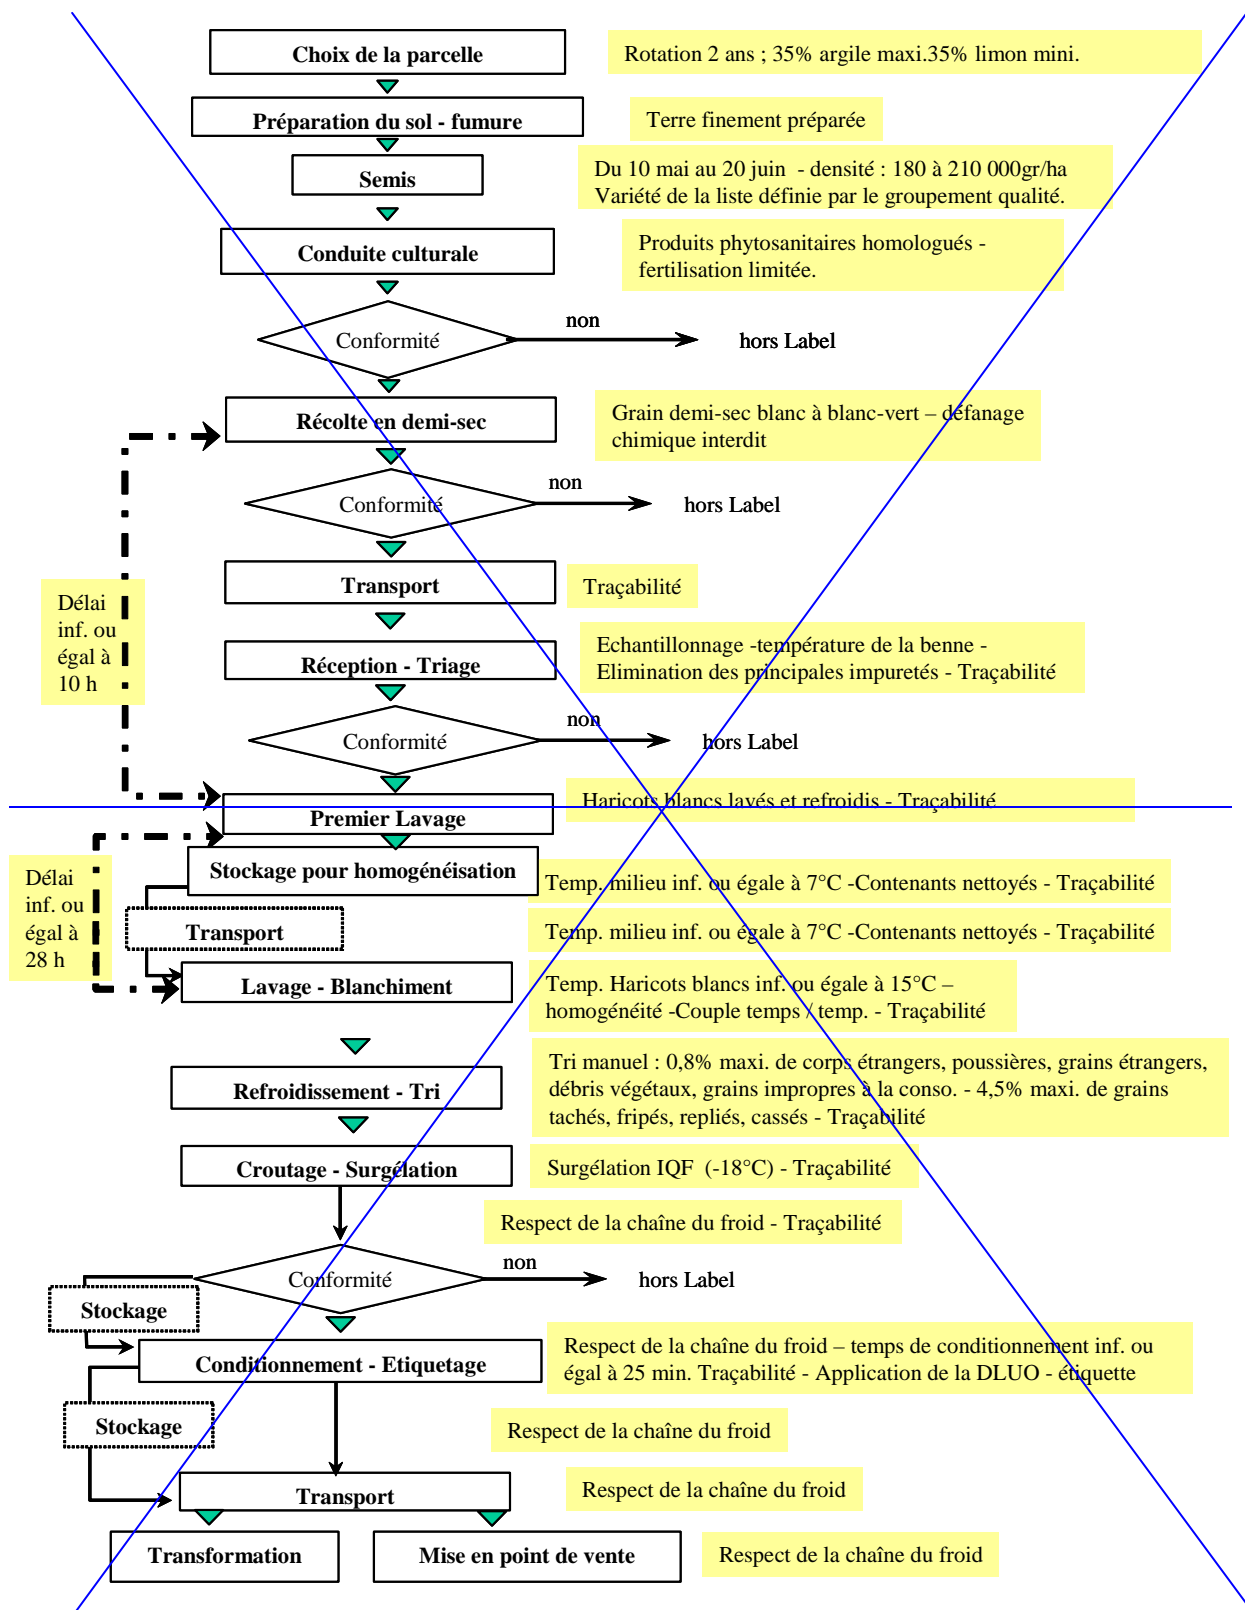 Choix de la parcelle
Rotation 2 ans ; 35% argile maxi.35% limon mini.
Préparation du sol - fumure
Terre finement préparée
Semis
Du 10 mai au 20 juin  - densité : 180 à 210 000gr/ha
Variété de la liste définie par le groupement qualité.
Conduite culturale
Produits phytosanitaires homologués -
fertilisation limitée.
Conformité
non
hors Label
Récolte en demi-sec
Grain demi-sec blanc à blanc-vert – défanage
chimique interdit
Conformité
non
hors Label
Transport
Traçabilité
Délai
inf. ou
égal à
10 h
Réception - Triage
Echantillonnage -température de la benne -
Elimination des principales impuretés - Traçabilité
Conformité
non
hors Label
Premier Lavage
Haricots blancs lavés et refroidis - Traçabilité
Stockage pour homogénéisation
Temp. milieu inf. ou égale à 7°C -Contenants nettoyés - Traçabilité
Délai
inf. ou
égal à
28 h
Transport
Temp. milieu inf. ou égale à 7°C -Contenants nettoyés - Traçabilité
Lavage - Blanchiment
Temp. Haricots blancs inf. ou égale à 15°C –
homogénéité -Couple temps / temp. - Traçabilité
Refroidissement - Tri
Tri manuel : 0,8% maxi. de corps étrangers, poussières, grains étrangers,
débris végétaux, grains impropres à la conso. - 4,5% maxi. de grains
tachés, fripés, repliés, cassés - Traçabilité
Croutage - Surgélation
Surgélation IQF  (-18°C) - Traçabilité
Respect de la chaîne du froid - Traçabilité
Conformité
non
hors Label
Stockage
Conditionnement - Etiquetage
Respect de la chaîne du froid – temps de conditionnement inf. ou
égal à 25 min. Traçabilité - Application de la DLUO - étiquette
Stockage
Respect de la chaîne du froid
Transport
Respect de la chaîne du froid
Transformation
Mise en point de vente
Respect de la chaîne du froid